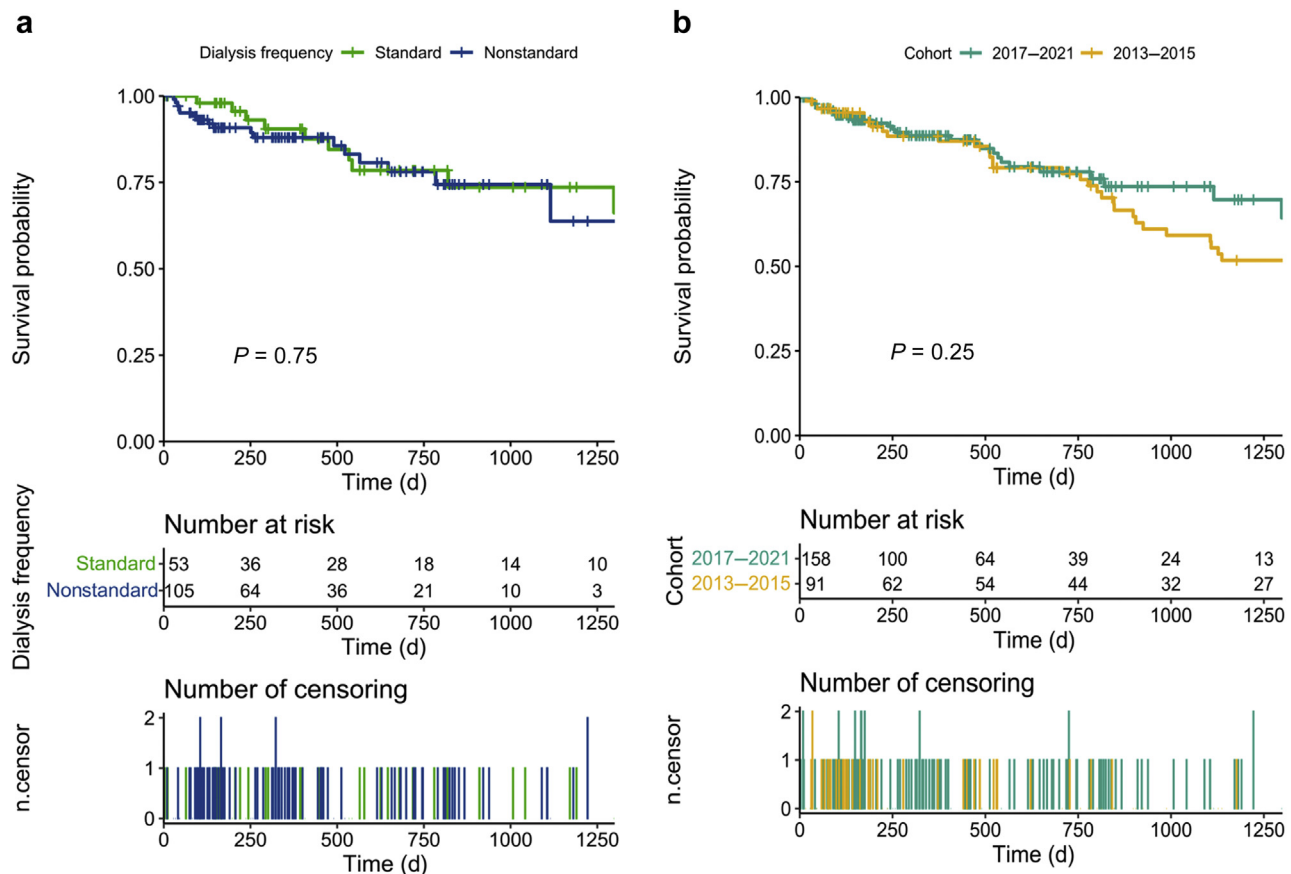 a
Dialysis frequency Standard Nonstandard
1.00
0.75
0.50
0.25
0.00
Survival probability
P = 0.75
0 250 500 750 1000 1250
Time (d)
Number at risk
Dialysis frequency
Standard 53 36 28 18 14 10
Nonstandard 105 64 36 21 10 3
0 250 500 750 1000 1250
Time (d)
Number of censoring
n.censor
2
1
0
0 250 500 750 1000 1250
Time (d)
b
Cohort 2017–2021 2013–2015
1.00
0.75
0.50
0.25
0.00
Survival probability
P = 0.25
0 250 500 750 1000 1250
Time (d)
Number at risk
Cohort
2017–2021 158 100 64 39 24 13
2013–2015 91 62 54 44 32 27
0 250 500 750 1000 1250
Time (d)
Number of censoring
n.censor
2
1
0
0 250 500 750 1000 1250
Time (d)